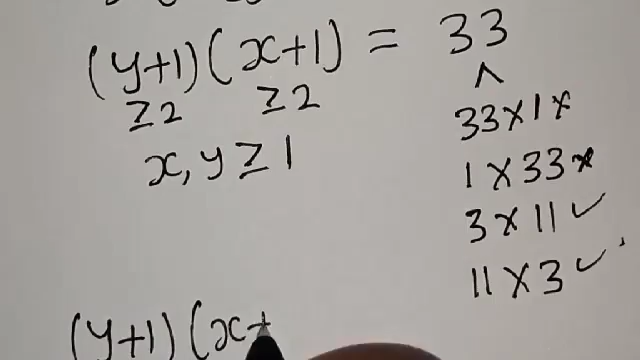 (y+1)(x+1) = 33
≥2 ≥2
x, y ≥ 1
33×1 ×
1 × 33 ×
3 × 11 ✓
11 × 3 ✓
(y+1)(x+